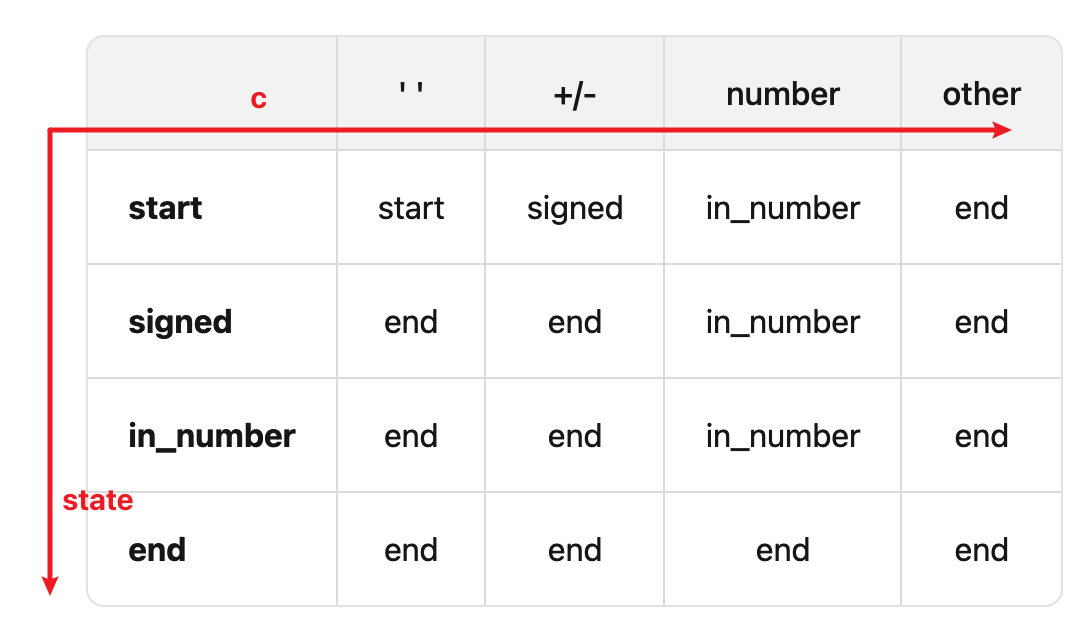 c ' ' +/- number other
start start signed in_number end
signed end end in_number end
in_number end end in_number end
state
end end end end end